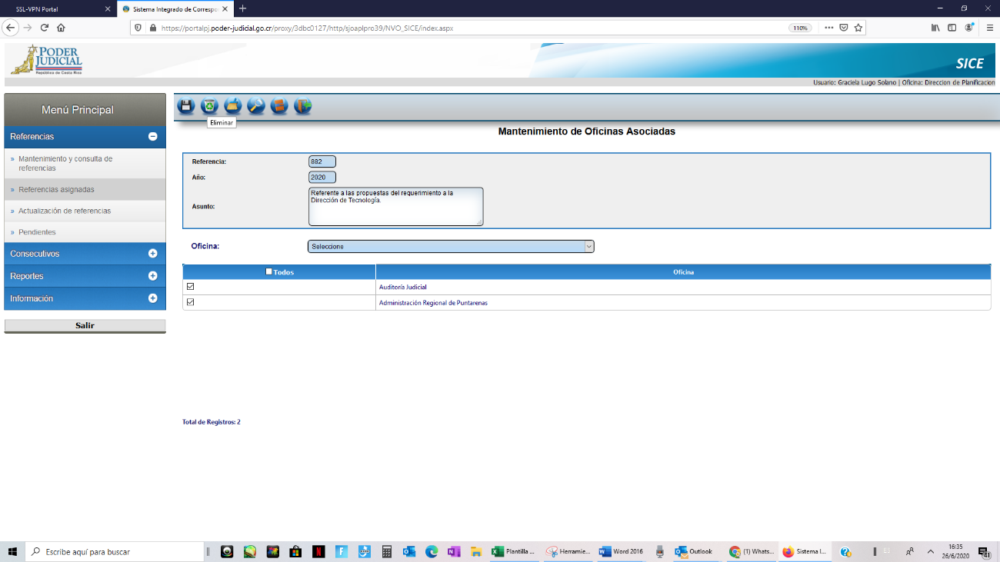 SSL-VPN Portal
Sistema Integrado de Correspo
https://portalpj.poder-judicial.go.cr/proxy/3dbc0127/http/sjoaplpro39/NVO_SICE/index.aspx
110%
PODER
JUDICIAL
República de Costa Rica
SICE
Usuario: Graciela Lugo Solano | Oficina: Direccion de Planificacion
Menú Principal
Referencias
» Mantenimiento y consulta de
referencias
» Referencias asignadas
» Actualización de referencias
» Pendientes
Consecutivos
Reportes
Información
Salir
Eliminar
Mantenimiento de Oficinas Asociadas
Referencia: 882
Año: 2020
Asunto: Referente a las propuestas del requerimiento a la
Dirección de Tecnología.
Oficina: Seleccione
Todos Oficina
Auditoría Judicial
Administración Regional de Puntarenas
Total de Registros: 2
Escribe aquí para buscar
Plantilla ...
Herramie...
Word 2016
Outlook
(1) Whats...
Sistema I...
16:35
26/6/2020